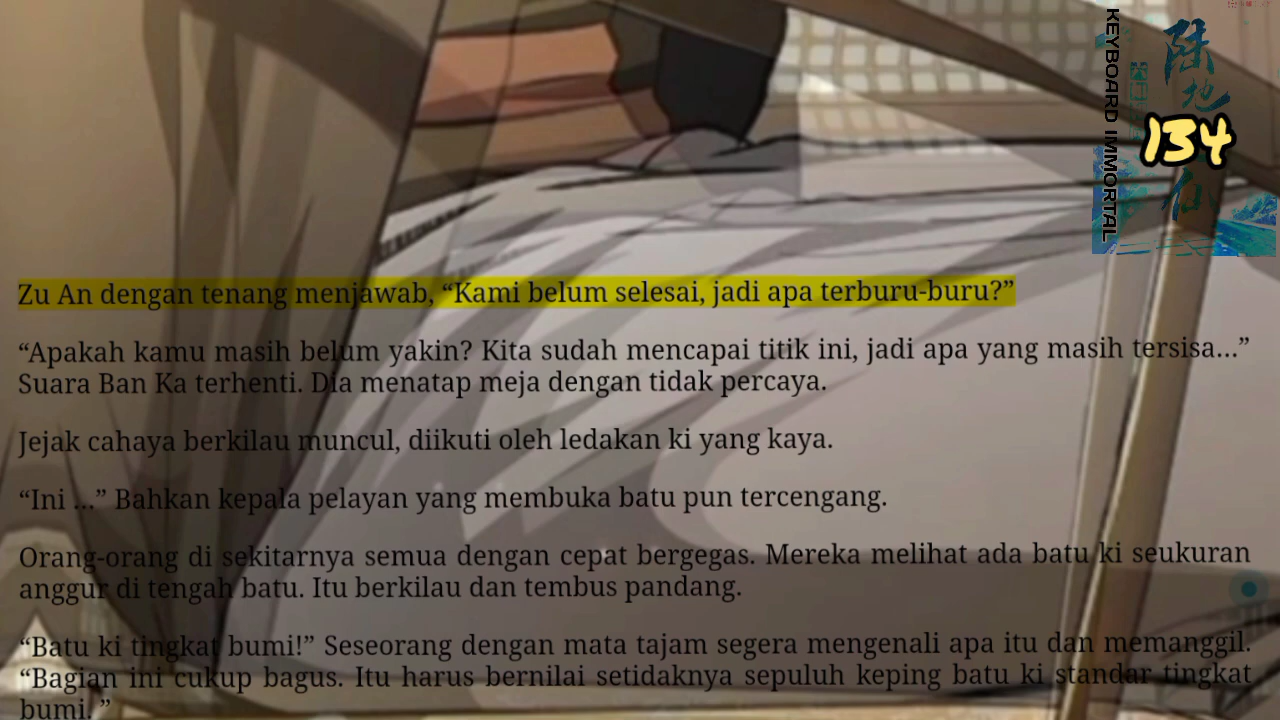 KEYBOARD IMMORTAL
陸地
134
仙
Zu An dengan tenang menjawab, “Kami belum selesai, jadi apa terburu-buru?”
“Apakah kamu masih belum yakin? Kita sudah mencapai titik ini, jadi apa yang masih tersisa…”
Suara Ban Ka terhenti. Dia menatap meja dengan tidak percaya.
Jejak cahaya berkilau muncul, diikuti oleh ledakan ki yang kaya.
“Ini …” Bahkan kepala pelayan yang membuka batu pun tercengang.
Orang-orang di sekitarnya semua dengan cepat bergegas. Mereka melihat ada batu ki seukuran
anggur di tengah batu. Itu berkilau dan tembus pandang.
“Batu ki tingkat bumi!” Seseorang dengan mata tajam segera mengenali apa itu dan memanggil.
“Bagian ini cukup bagus. Itu harus bernilai setidaknya sepuluh keping batu ki standar tingkat
bumi. ”